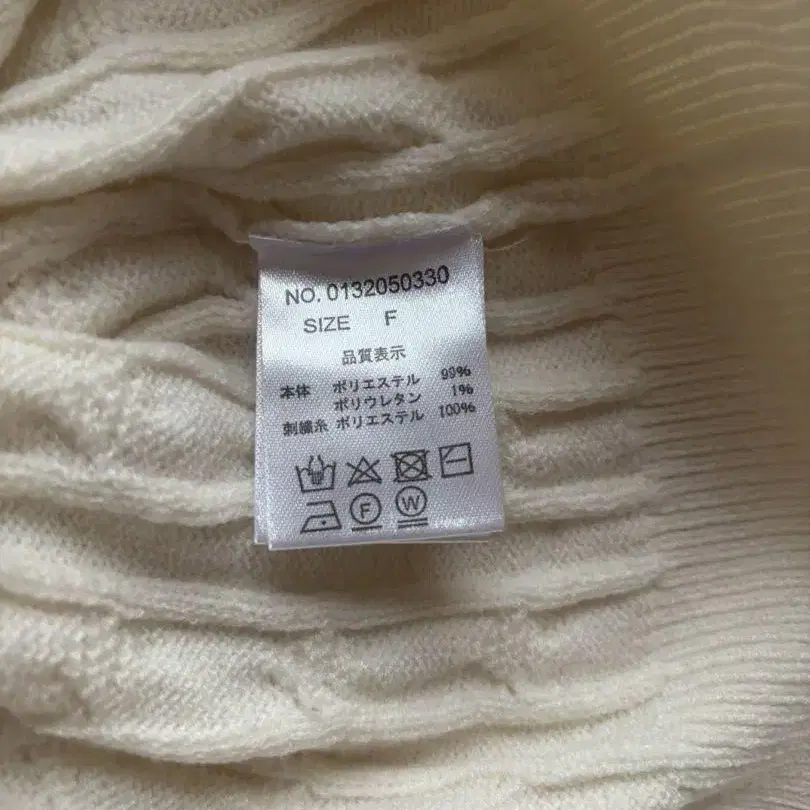 NO. 0132050330
SIZE F
品質表示
本体 ポリエステル 99%
ポリウレタン 1%
刺繍糸 ポリエステル 100%
F W